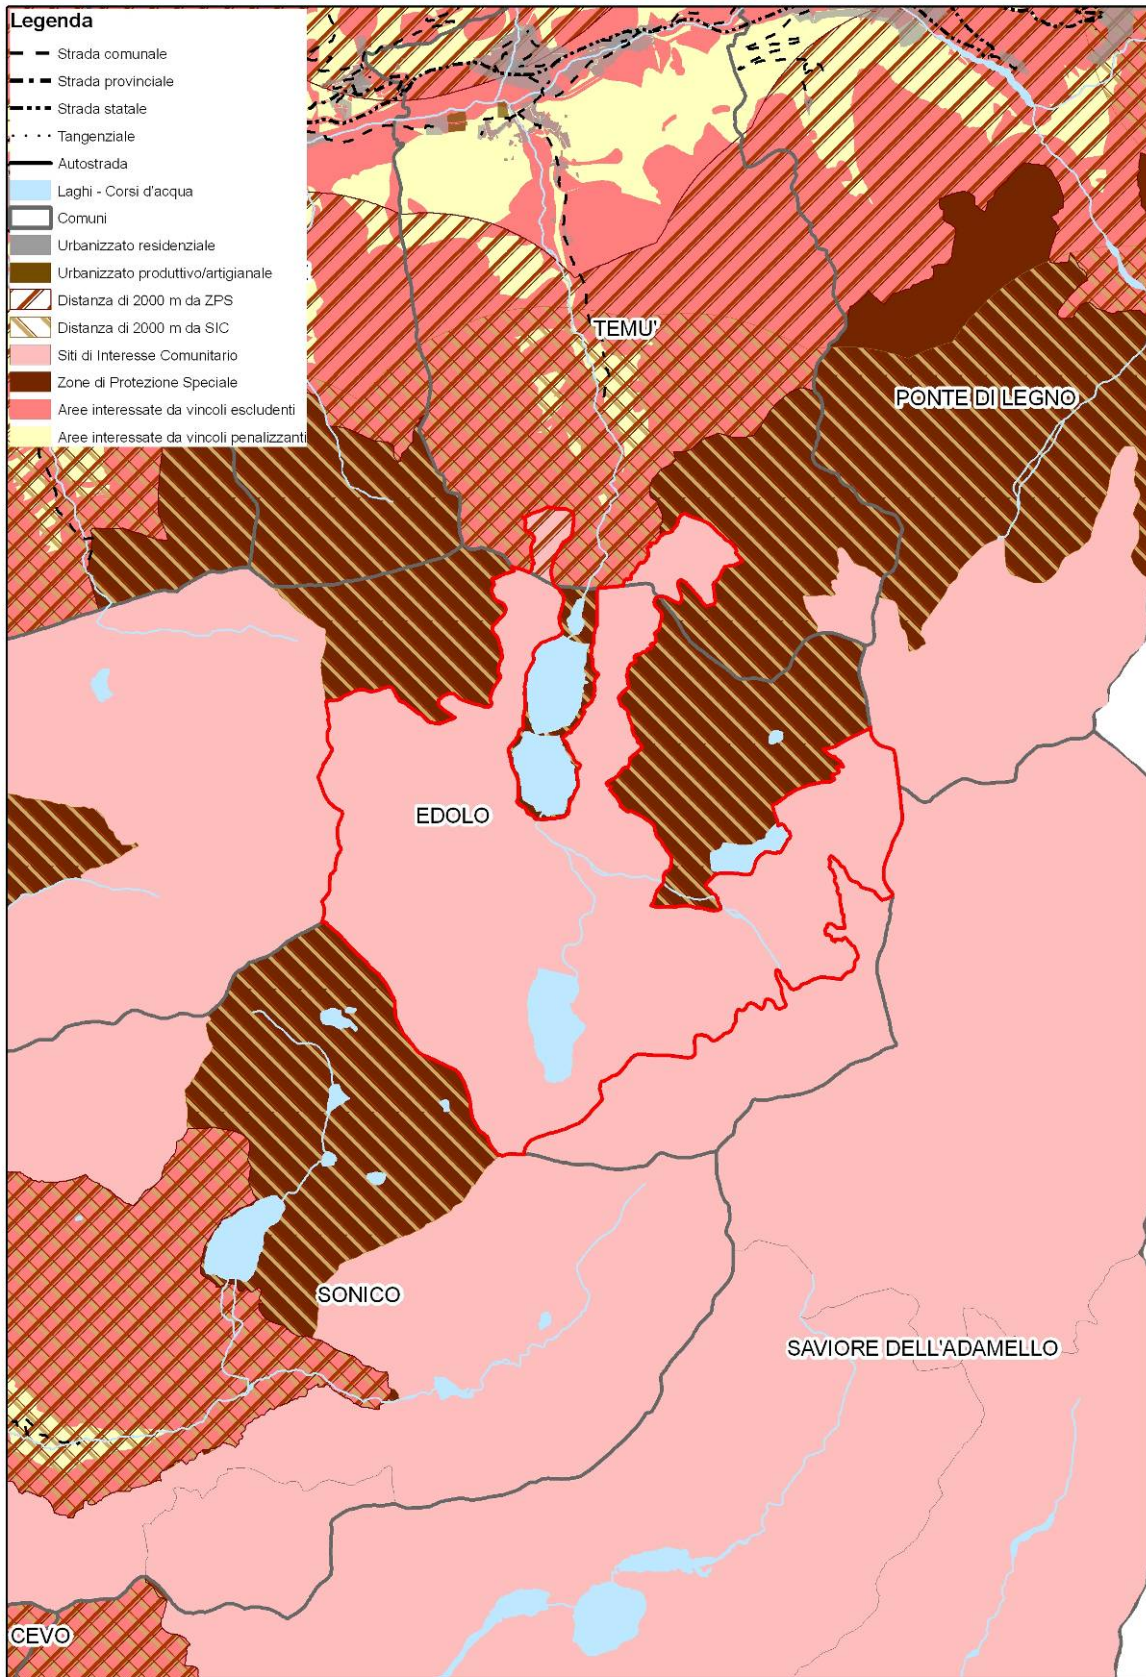 Legenda
Strada comunale
Strada provinciale
Strada statale
Tangenziale
Autostrada
Laghi - Corsi d'acqua
Comuni
Urbanizzato residenziale
Urbanizzato produttivo/artigianale
Distanza di 2000 m da ZPS
Distanza di 2000 m da SIC
Siti di Interesse Comunitario
Zone di Protezione Speciale
Aree interessate da vincoli escludenti
Aree interessate da vincoli penalizzanti
TEMU'
PONTE DI LEGNO
EDOLO
SONICO
SAVIORE DELL'ADAMELLO
CEVO